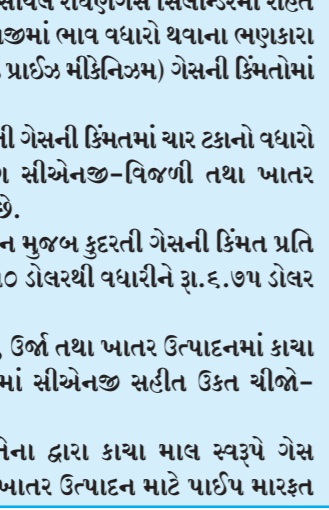 રાંધણગેસ સિલિન્ડરમાં રાહત
ભાવ વધારો થવાના ભણકારા
પ્રાઈઝ મીકેનિઝમ) ગેસની કિંમતોમાં
ગેસની કિંમતમાં ચાર ટકાનો વધારો
સીએનજી-વિજળી તથા ખાતર
છે.
મુજબ કુદરતી ગેસની કિંમત પ્રતિ
ડોલરથી વધારીને રૂા.૬.૭૫ ડોલર
ઉર્જા તથા ખાતર ઉત્પાદનમાં કાચા
સીએનજી સહીત ઉકત ચીજો-
દ્વારા કાચા માલ સ્વરૂપે ગેસ
ખાતર ઉત્પાદન માટે પાઈપ મારફત